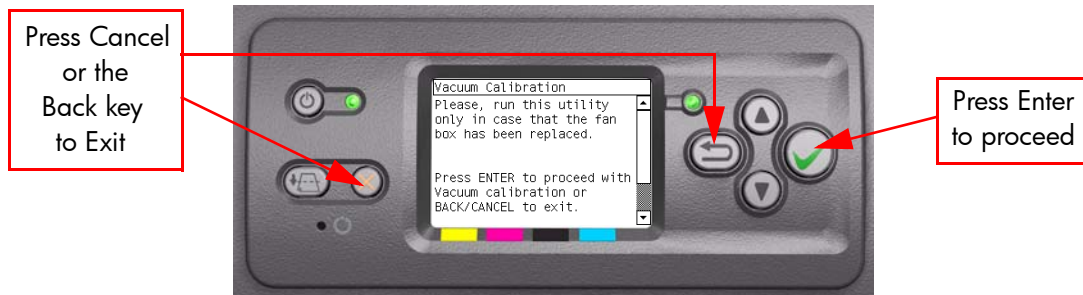 Press Cancel
or the
Back key
to Exit
Vacuum Calibration
Please, run this utility
only in case that the fan
box has been replaced.
Press ENTER to proceed with
Vacuum calibration or
BACK/CANCEL to exit.
Press Enter
to proceed